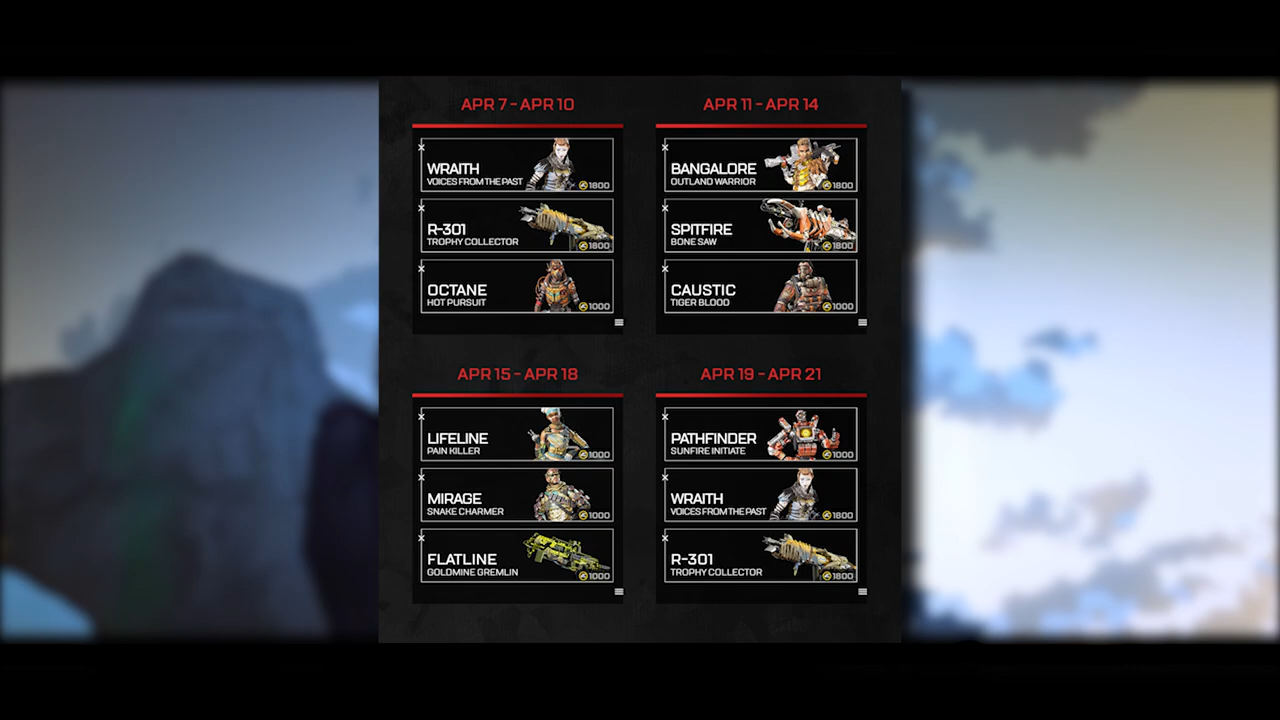 APR 7 - APR 10
WRAITH
VOICES FROM THE PAST
1800
R-301
TROPHY COLLECTOR
1800
OCTANE
HOT PURSUIT
1000
APR 11 - APR 14
BANGALORE
OUTLAND WARRIOR
1800
SPITFIRE
BONE SAW
1800
CAUSTIC
TIGER BLOOD
1000
APR 15 - APR 18
LIFELINE
PAIN KILLER
1000
MIRAGE
SNAKE CHARMER
1000
FLATLINE
GOLDMINE GREMLIN
1000
APR 19 - APR 21
PATHFINDER
SUNFIRE INITIATE
1000
WRAITH
VOICES FROM THE PAST
1800
R-301
TROPHY COLLECTOR
1800